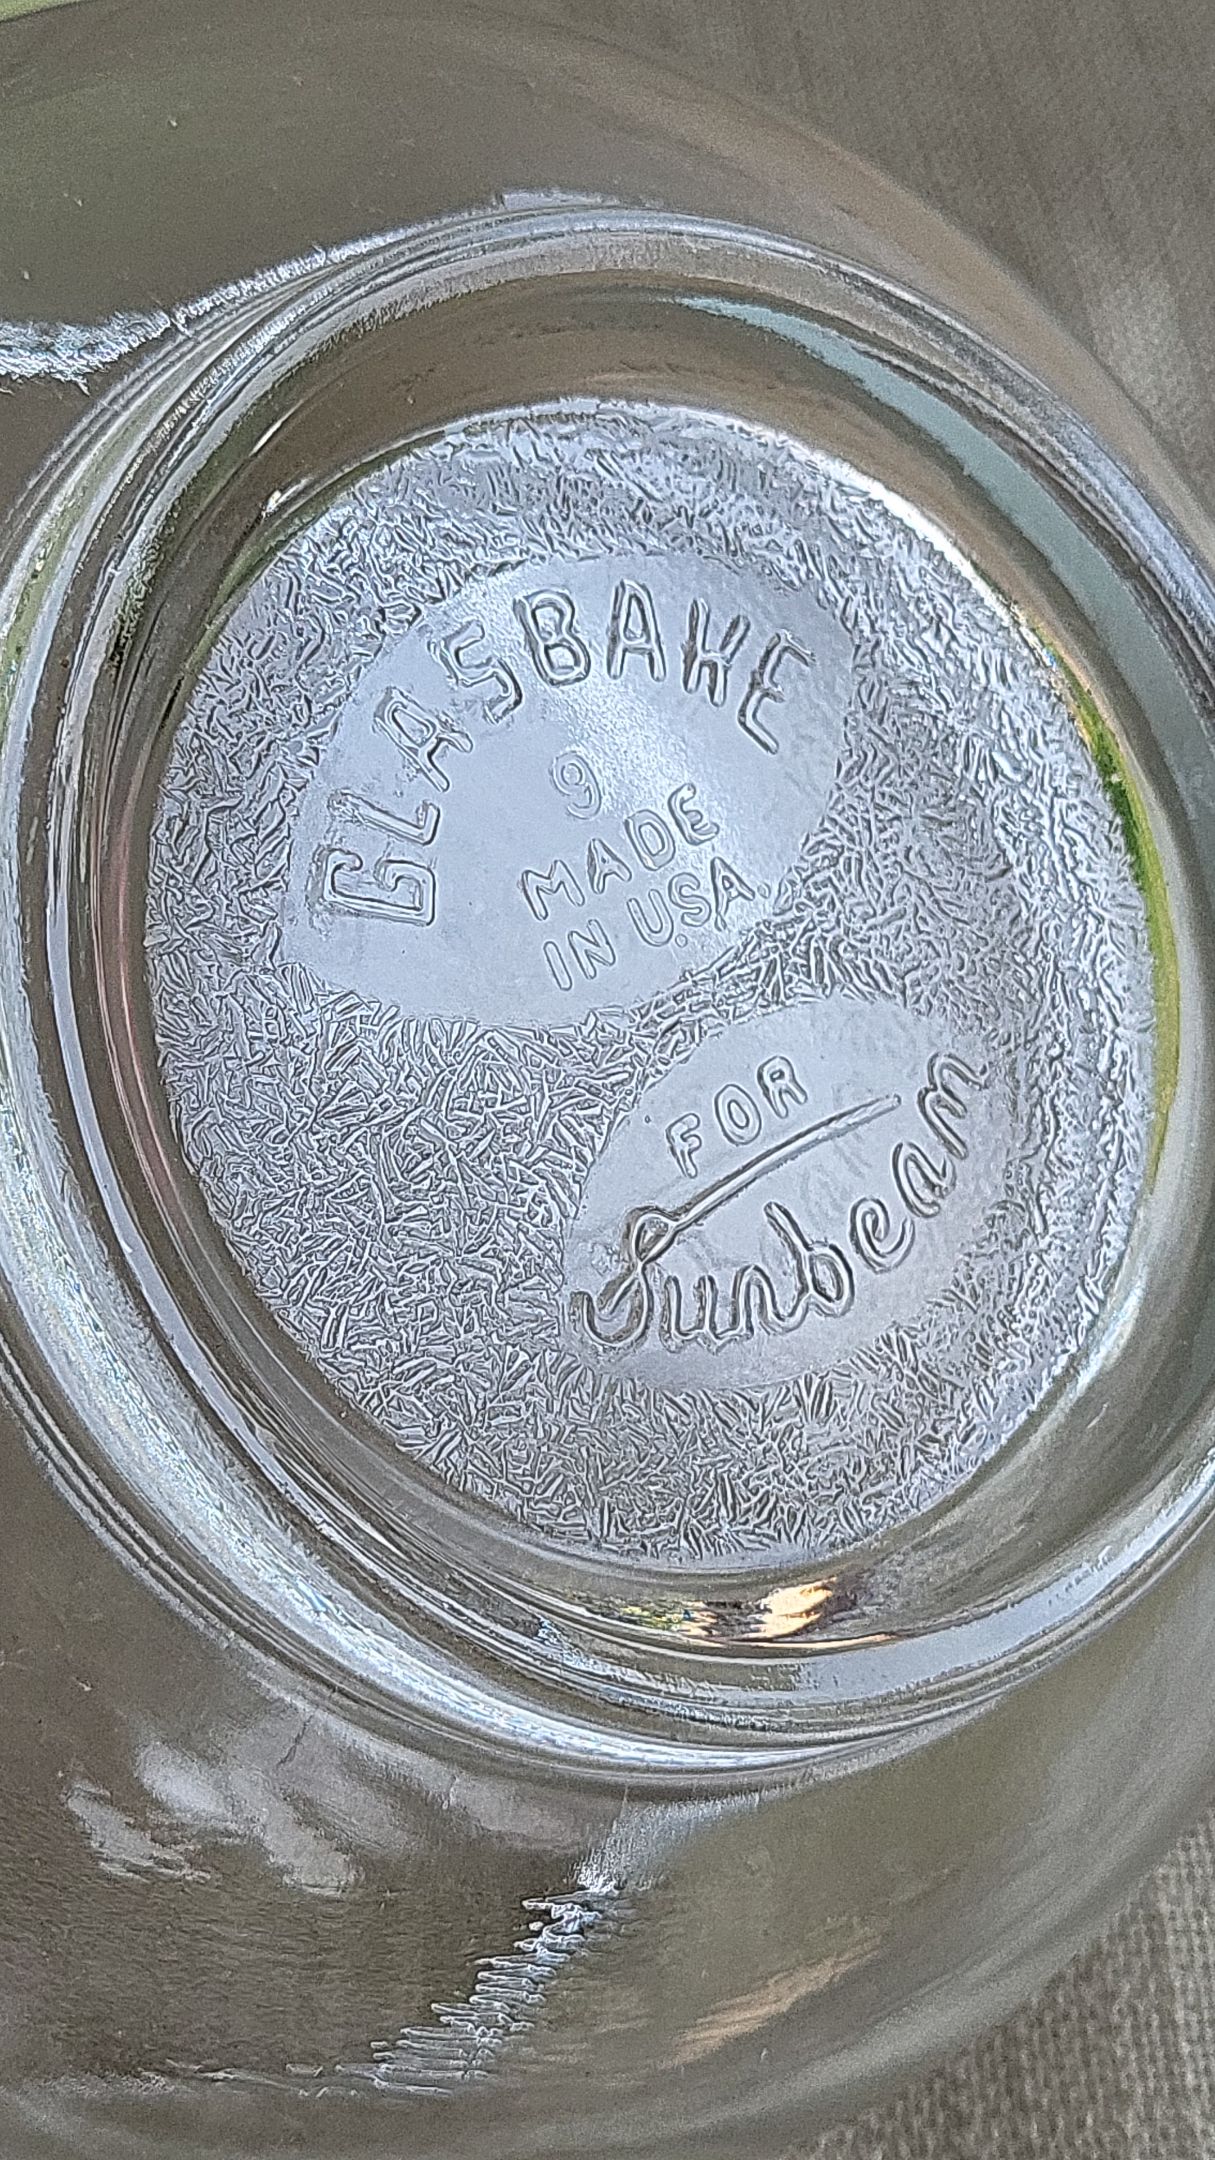 GLASBAKE
9
MADE
IN U.S.A.
FOR
Sunbeam